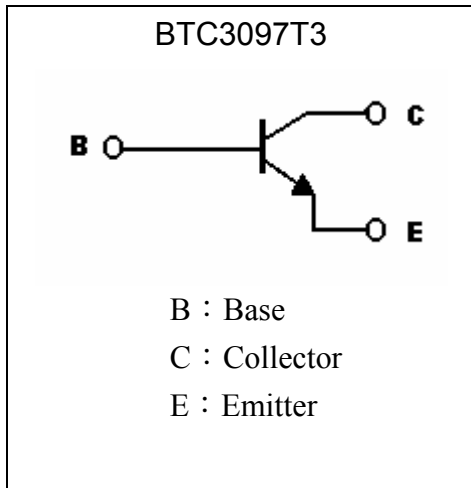 BTC3097T3
C
B
E
B：Base
C：Collector
E：Emitter